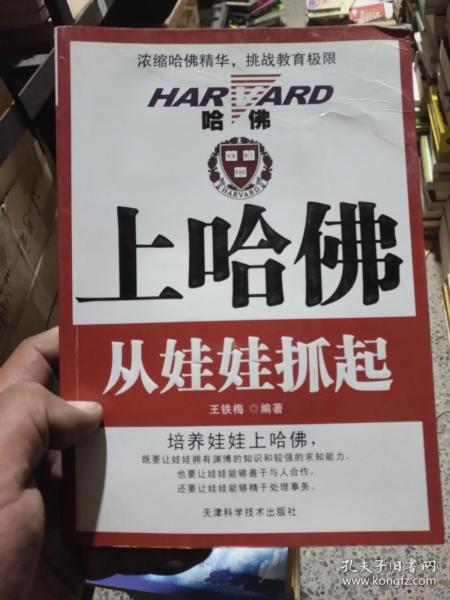 浓缩哈佛精华，挑战教育极限
HARVARD
哈佛
VE RI TAS
HARVARD
上哈佛
从娃娃抓起
王铁梅 ◎ 编著
培养娃娃上哈佛，
既要让娃娃拥有渊博的知识和较强的求知能力，
也要让娃娃能够善于与人合作，
还要让娃娃能够精于处理事务。
天津科学技术出版社
孔夫子旧书网
www.kongfz.com